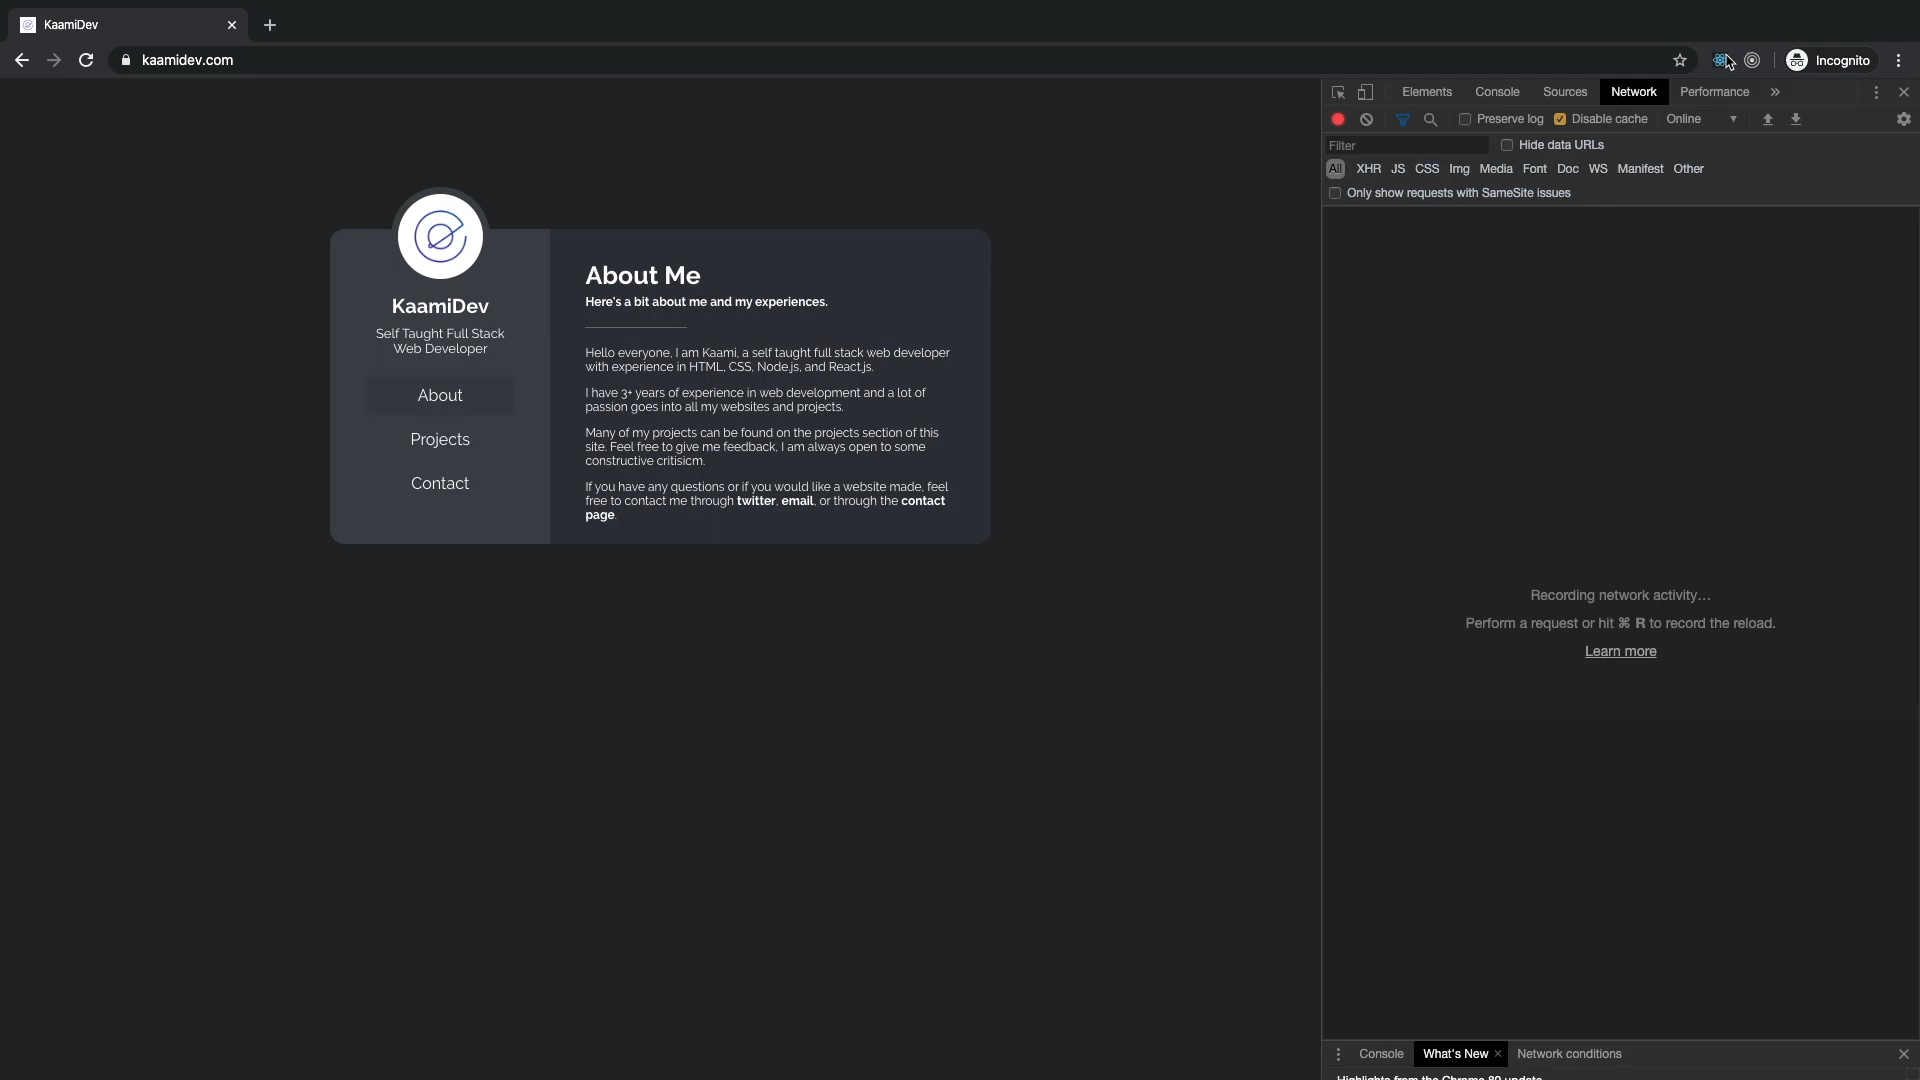 KaamiDev
kaamidev.com
Incognito
Elements Console Sources Network Performance
Preserve log Disable cache Online
Filter Hide data URLs
All XHR JS CSS Img Media Font Doc WS Manifest Other
Only show requests with SameSite issues
KaamiDev
Self Taught Full Stack
Web Developer
About
Projects
Contact
About Me
Here's a bit about me and my experiences.
Hello everyone, I am Kaami, a self taught full stack web developer
with experience in HTML, CSS, Node.js, and React.js.
I have 3+ years of experience in web development and a lot of
passion goes into all my websites and projects.
Many of my projects can be found on the projects section of this
site. Feel free to give me feedback, I am always open to some
constructive critisicm.
If you have any questions or if you would like a website made, feel
free to contact me through twitter, email, or through the contact
page.
Recording network activity…
Perform a request or hit ⌘ R to record the reload.
Learn more
Console What's New Network conditions
Highlights from the Chrome 80 update